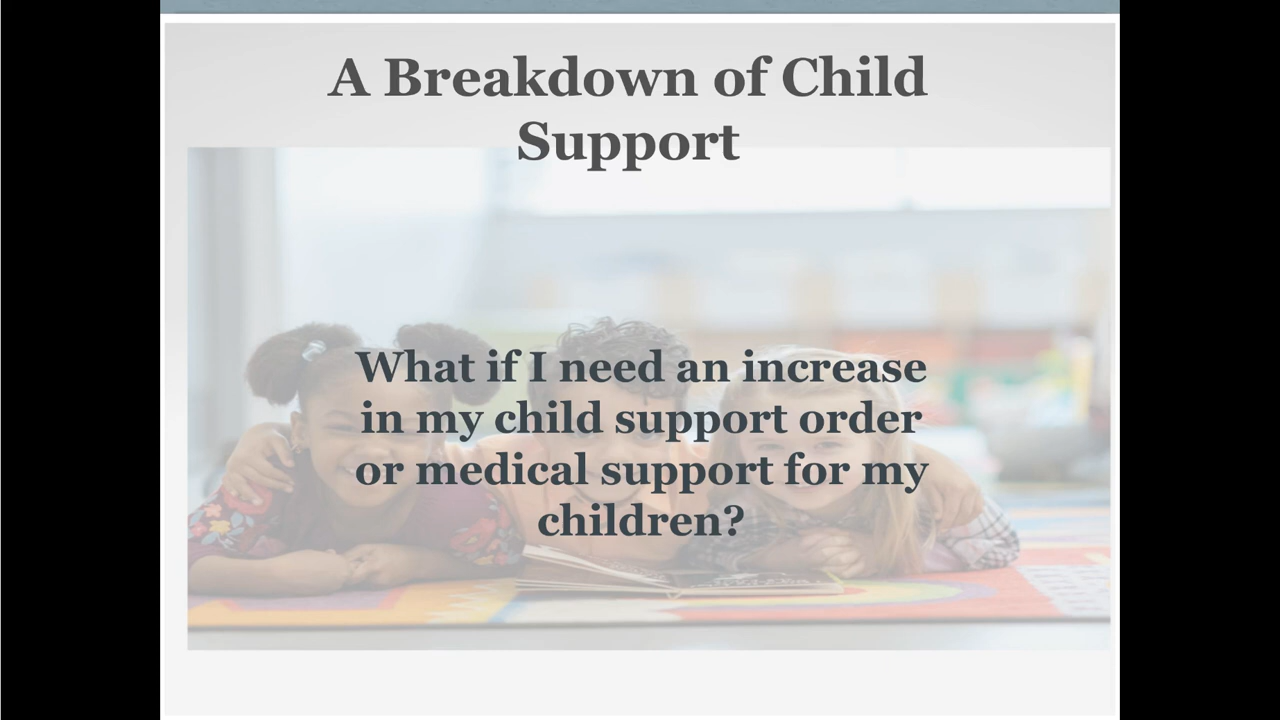 A Breakdown of Child
Support
What if I need an increase
in my child support order
or medical support for my
children?